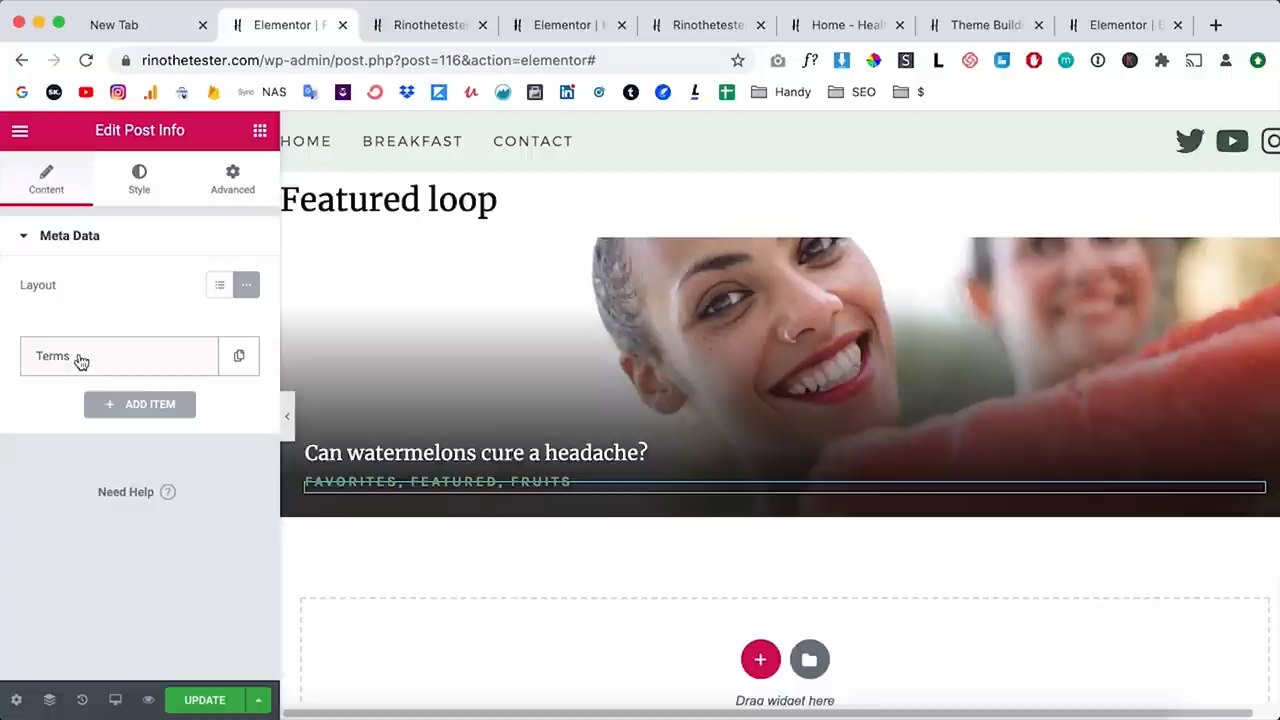 New Tab
Elementor | F
Rinothetester
Elementor | H
Rinothetester
Home - Heal
Theme Build
Elementor | E
rinothetester.com/wp-admin/post.php?post=116&action=elementor#
NAS
Handy
SEO
$
Edit Post Info
Content
Style
Advanced
Meta Data
Layout
Terms
ADD ITEM
Need Help
UPDATE
HOME
BREAKFAST
CONTACT
Featured loop
Can watermelons cure a headache?
FAVORITES, FEATURED, FRUITS
Drag widget here